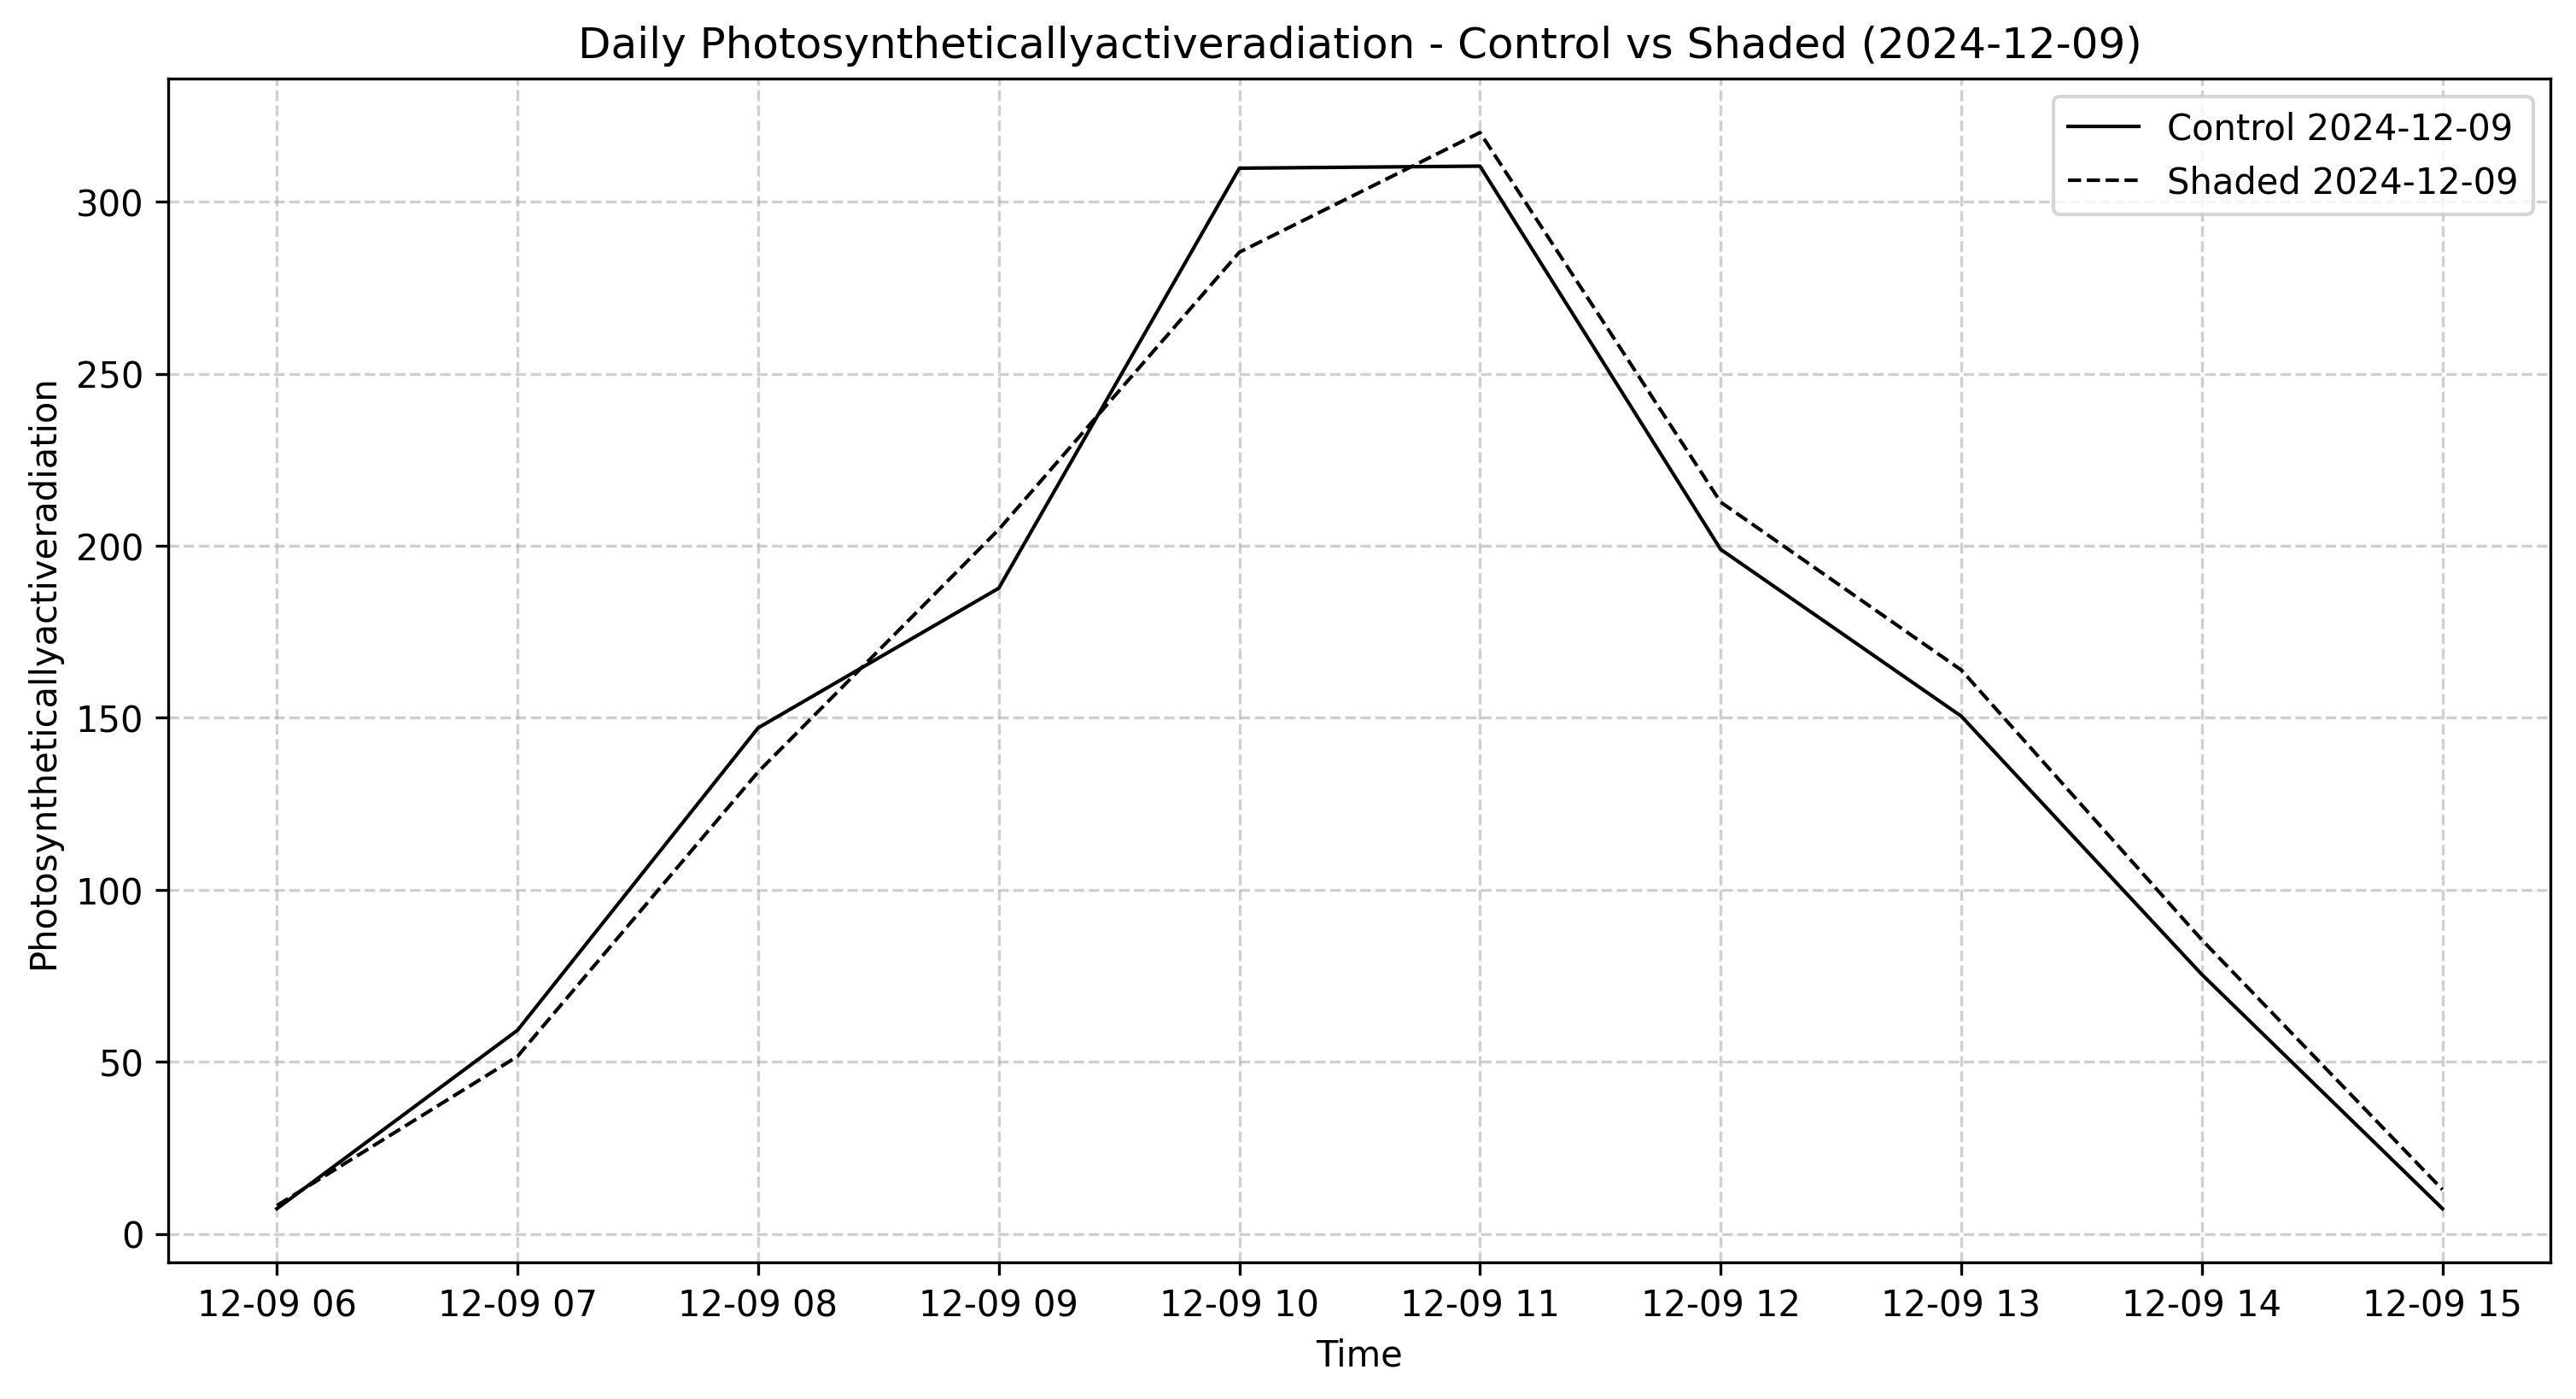 Daily Photosyntheticallyactiveradiation - Control vs Shaded (2024-12-09)
Control 2024-12-09
Shaded 2024-12-09
Photosyntheticallyactiveradiation
300
250
200
150
100
50
0
12-09 06 12-09 07 12-09 08 12-09 09 12-09 10 12-09 11 12-09 12 12-09 13 12-09 14 12-09 15
Time